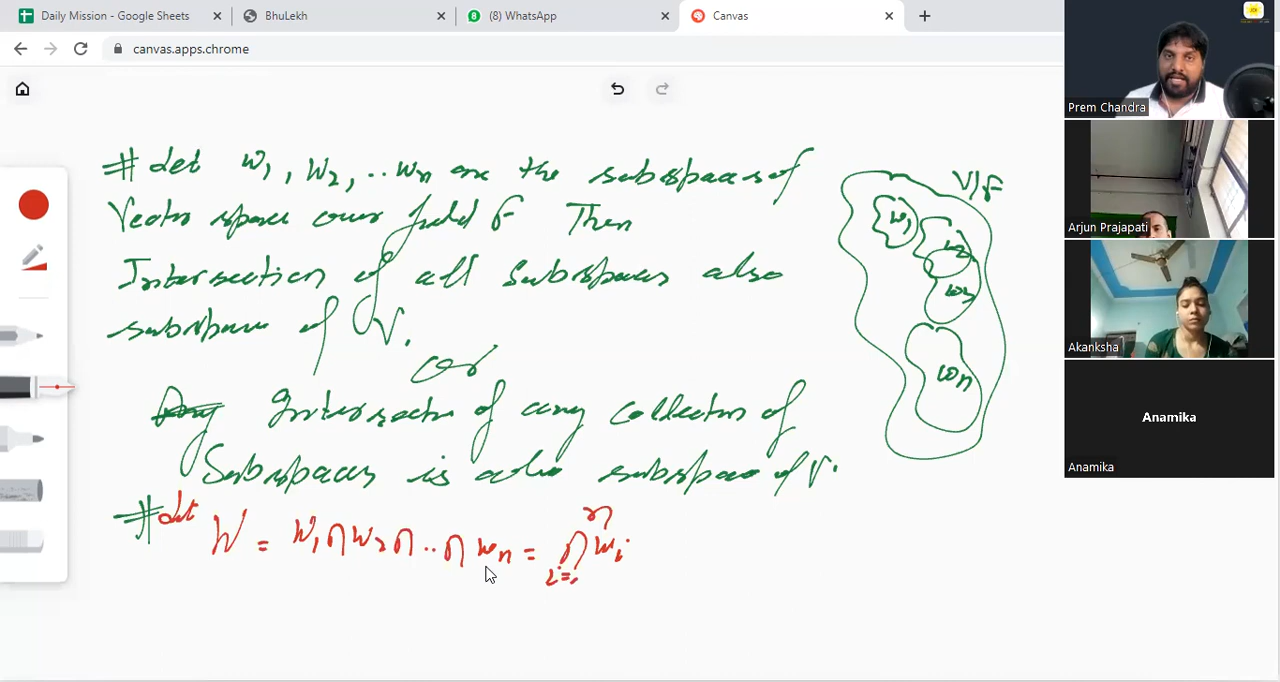 Daily Mission - Google Sheets
BhuLekh
(8) WhatsApp
Canvas
canvas.apps.chrome
# Let W1, W2, ..Wn are the subspaces of
Vector space over field F Then
Intersection of all subspaces also
subspace of V.
or
Any Intersection of any collection of
Subspaces is also subspace of V.
# Let W = W1 ∩ W2 ∩ .. ∩ Wn = n ∩ i=1 Wi
V/F
W1
W2
W3
Wn
Prem Chandra
Arjun Prajapati
Akanksha
Anamika
Anamika